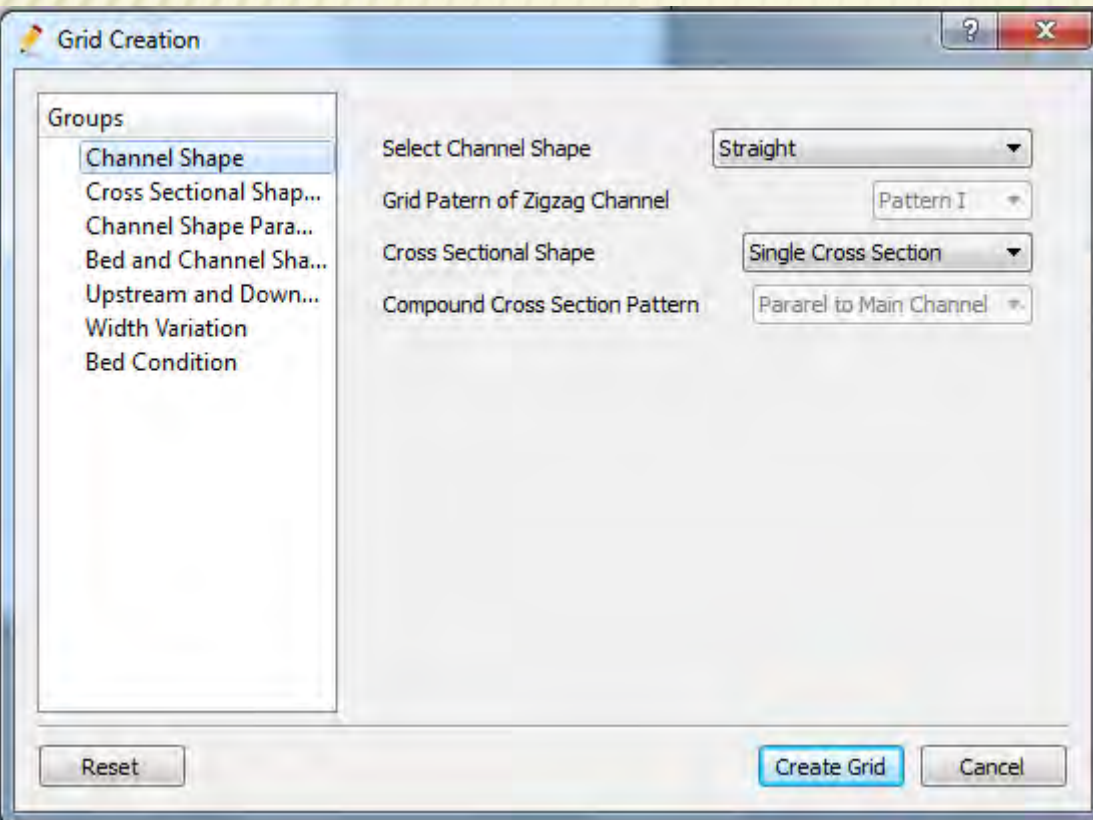 Grid Creation
?
X
Groups
Channel Shape
Cross Sectional Shap...
Channel Shape Para...
Bed and Channel Sha...
Upstream and Down...
Width Variation
Bed Condition
Select Channel Shape Straight
Grid Patern of Zigzag Channel Pattern I
Cross Sectional Shape Single Cross Section
Compound Cross Section Pattern Pararel to Main Channel
Reset Create Grid Cancel